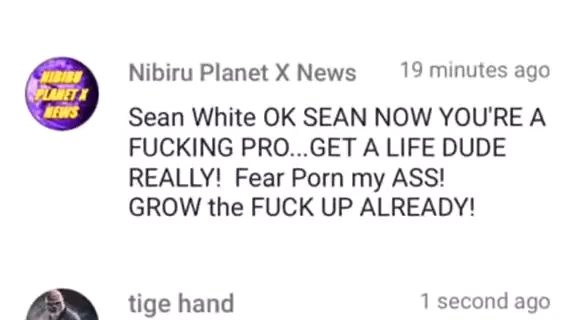 NIBIRU
PLANET X
NEWS
Nibiru Planet X News 19 minutes ago
Sean White OK SEAN NOW YOU'RE A
FUCKING PRO...GET A LIFE DUDE
REALLY! Fear Porn my ASS!
GROW the FUCK UP ALREADY!
tige hand 1 second ago